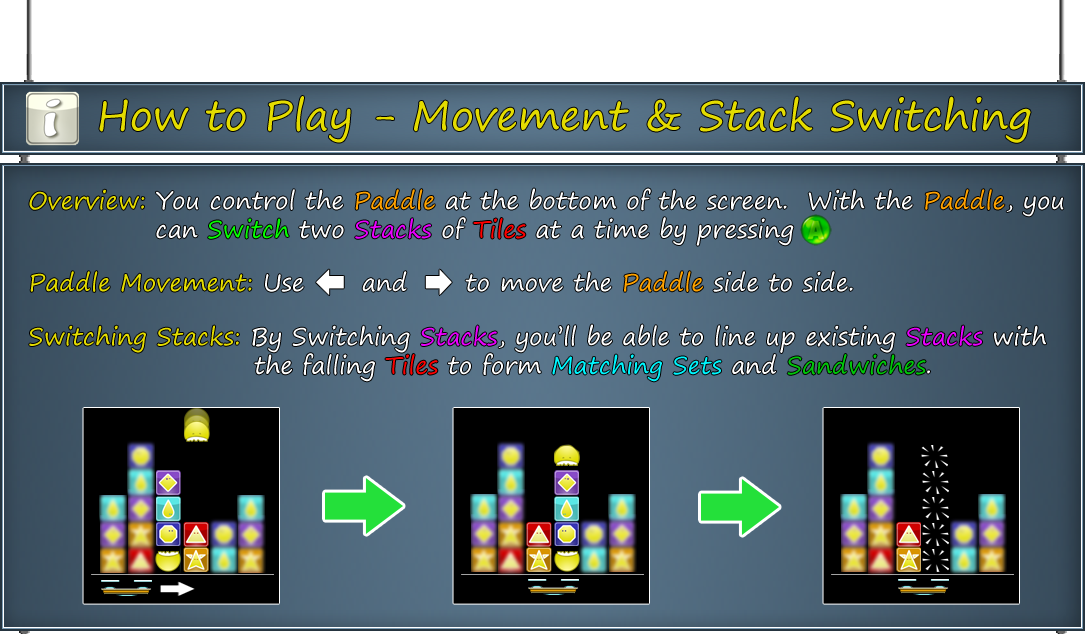 i How to Play - Movement & Stack Switching
Overview: You control the Paddle at the bottom of the screen. With the Paddle, you
can Switch two Stacks of Tiles at a time by pressing A
Paddle Movement: Use and to move the Paddle side to side.
Switching Stacks: By Switching Stacks, you'll be able to line up existing Stacks with
the falling Tiles to form Matching Sets and Sandwiches.